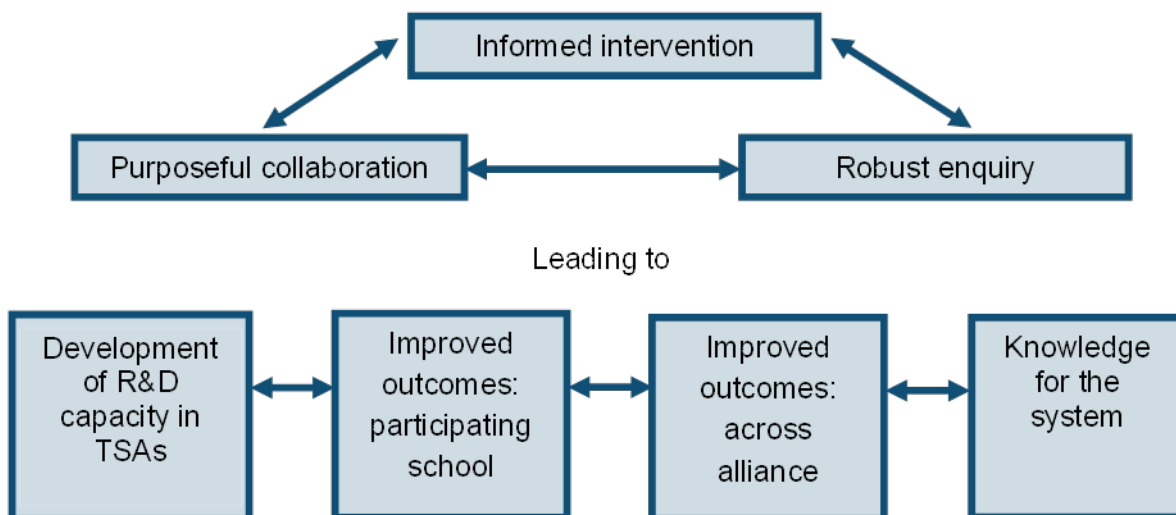 Informed intervention
Purposeful collaboration
Robust enquiry
Leading to
Development
of R&D
capacity in
TSAs
Improved
outcomes:
participating
school
Improved
outcomes:
across
alliance
Knowledge
for the
system